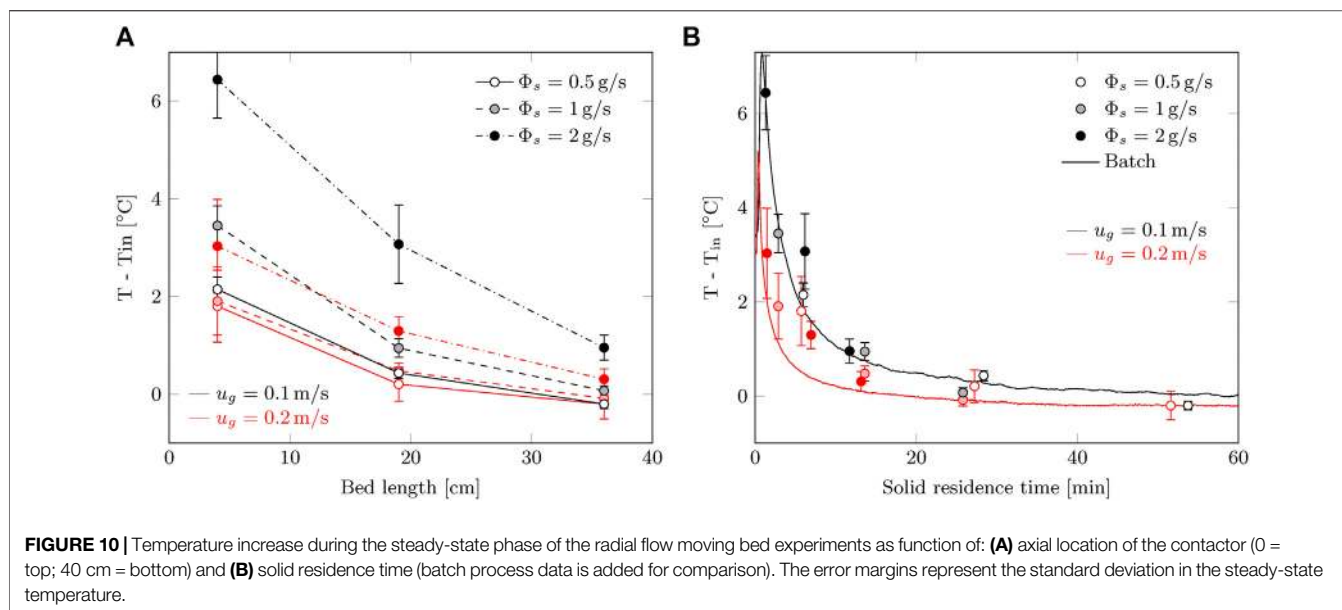 A
B
6
4
2
0
T - Tin [°C]
0
10
20
30
40
Bed length [cm]
Φₛ = 0.5 g/s
Φₛ = 1 g/s
Φₛ = 2 g/s
u_g = 0.1 m/s
u_g = 0.2 m/s
6
4
2
0
T - T_in [°C]
0
20
40
60
Solid residence time [min]
Φₛ = 0.5 g/s
Φₛ = 1 g/s
Φₛ = 2 g/s
Batch
u_g = 0.1 m/s
u_g = 0.2 m/s
FIGURE 10 | Temperature increase during the steady-state phase of the radial flow moving bed experiments as function of: (A) axial location of the contactor (0 =
top; 40 cm = bottom) and (B) solid residence time (batch process data is added for comparison). The error margins represent the standard deviation in the steady-state
temperature.